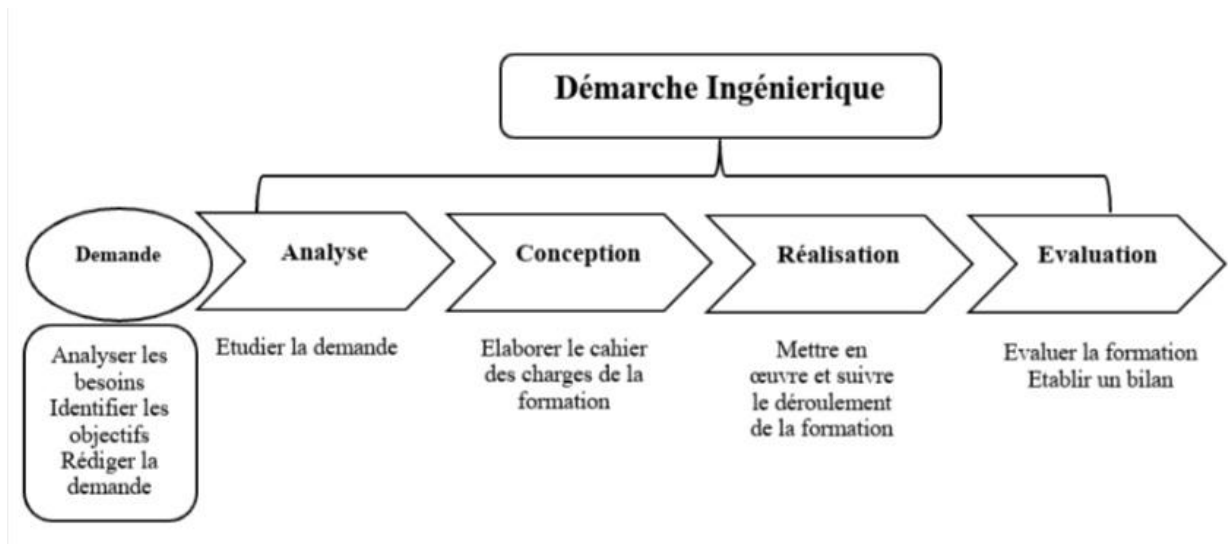 Démarche Ingénierique
Demande
Analyse
Conception
Réalisation
Evaluation
Analyser les
besoins
Identifier les
objectifs
Rédiger la
demande
Etudier la demande
Elaborer le cahier
des charges de la
formation
Mettre en
œuvre et suivre
le déroulement
de la formation
Evaluer la formation
Etablir un bilan